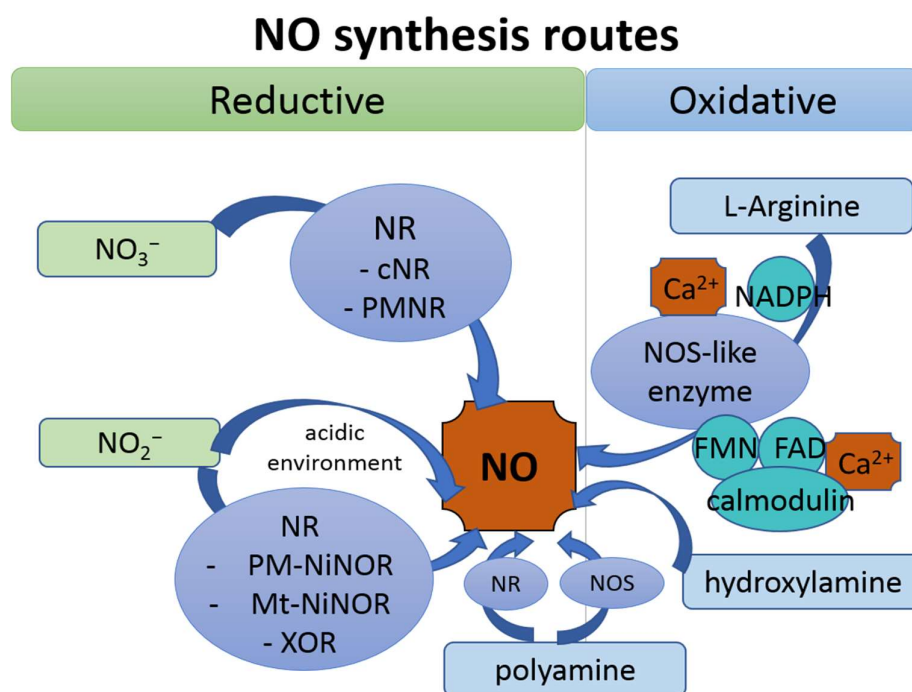 NO synthesis routes
Reductive
Oxidative
NO₃⁻
NR
- cNR
- PMNR
L-Arginine
Ca²⁺
NADPH
NOS-like
enzyme
NO₂⁻
acidic
environment
NO
FMN
FAD
Ca²⁺
calmodulin
NR
- PM-NiNOR
- Mt-NiNOR
- XOR
NR
NOS
hydroxylamine
polyamine